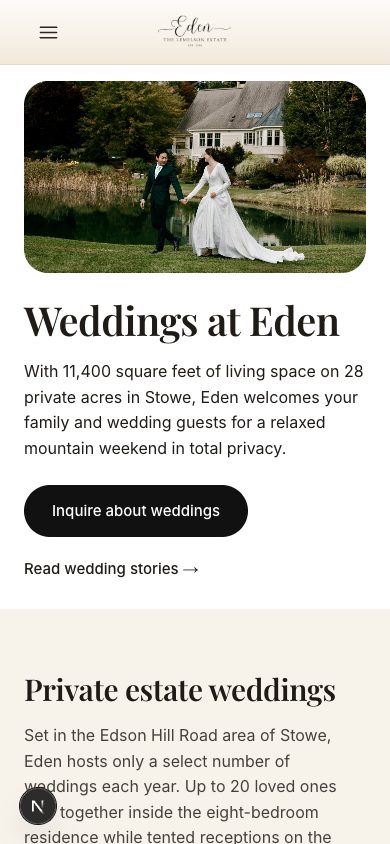 Eden
THE LEMELSON ESTATE
Weddings at Eden
With 11,400 square feet of living space on 28
private acres in Stowe, Eden welcomes your
family and wedding guests for a relaxed
mountain weekend in total privacy.
Inquire about weddings
Read wedding stories →
Private estate weddings
Set in the Edson Hill Road area of Stowe,
Eden hosts only a select number of
weddings each year. Up to 20 loved ones
together inside the eight-bedroom
residence while tented receptions on the
N